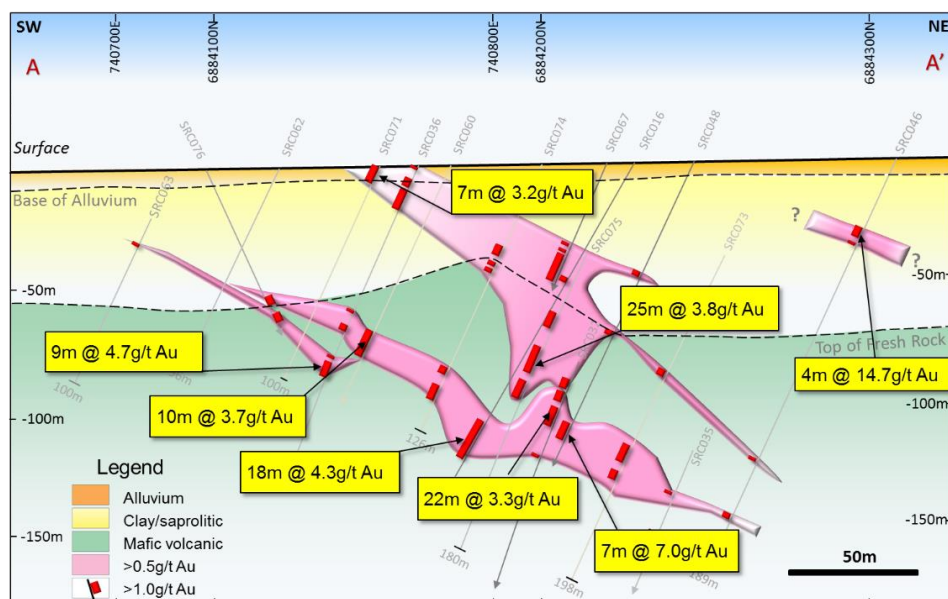 SW
NE
A
A'
740700E
6884100N
740800E
6884200N
6884300N
Surface
SRC076
SRC062
SRC071
SRC036
SRC060
SRC074
SRC067
SRC016
SRC048
SRC046
Base of Alluvium
SRC063
SRC075
SRC073
7m @ 3.2g/t Au
?
?
-50m
-50m
25m @ 3.8g/t Au
Top of Fresh Rock
9m @ 4.7g/t Au
4m @ 14.7g/t Au
100m
100m
10m @ 3.7g/t Au
-100m
-100m
126m
18m @ 4.3g/t Au
22m @ 3.3g/t Au
SRC035
7m @ 7.0g/t Au
-150m
-150m
180m
198m
189m
Legend
Alluvium
Clay/saprolitic
Mafic volcanic
>0.5g/t Au
>1.0g/t Au
50m